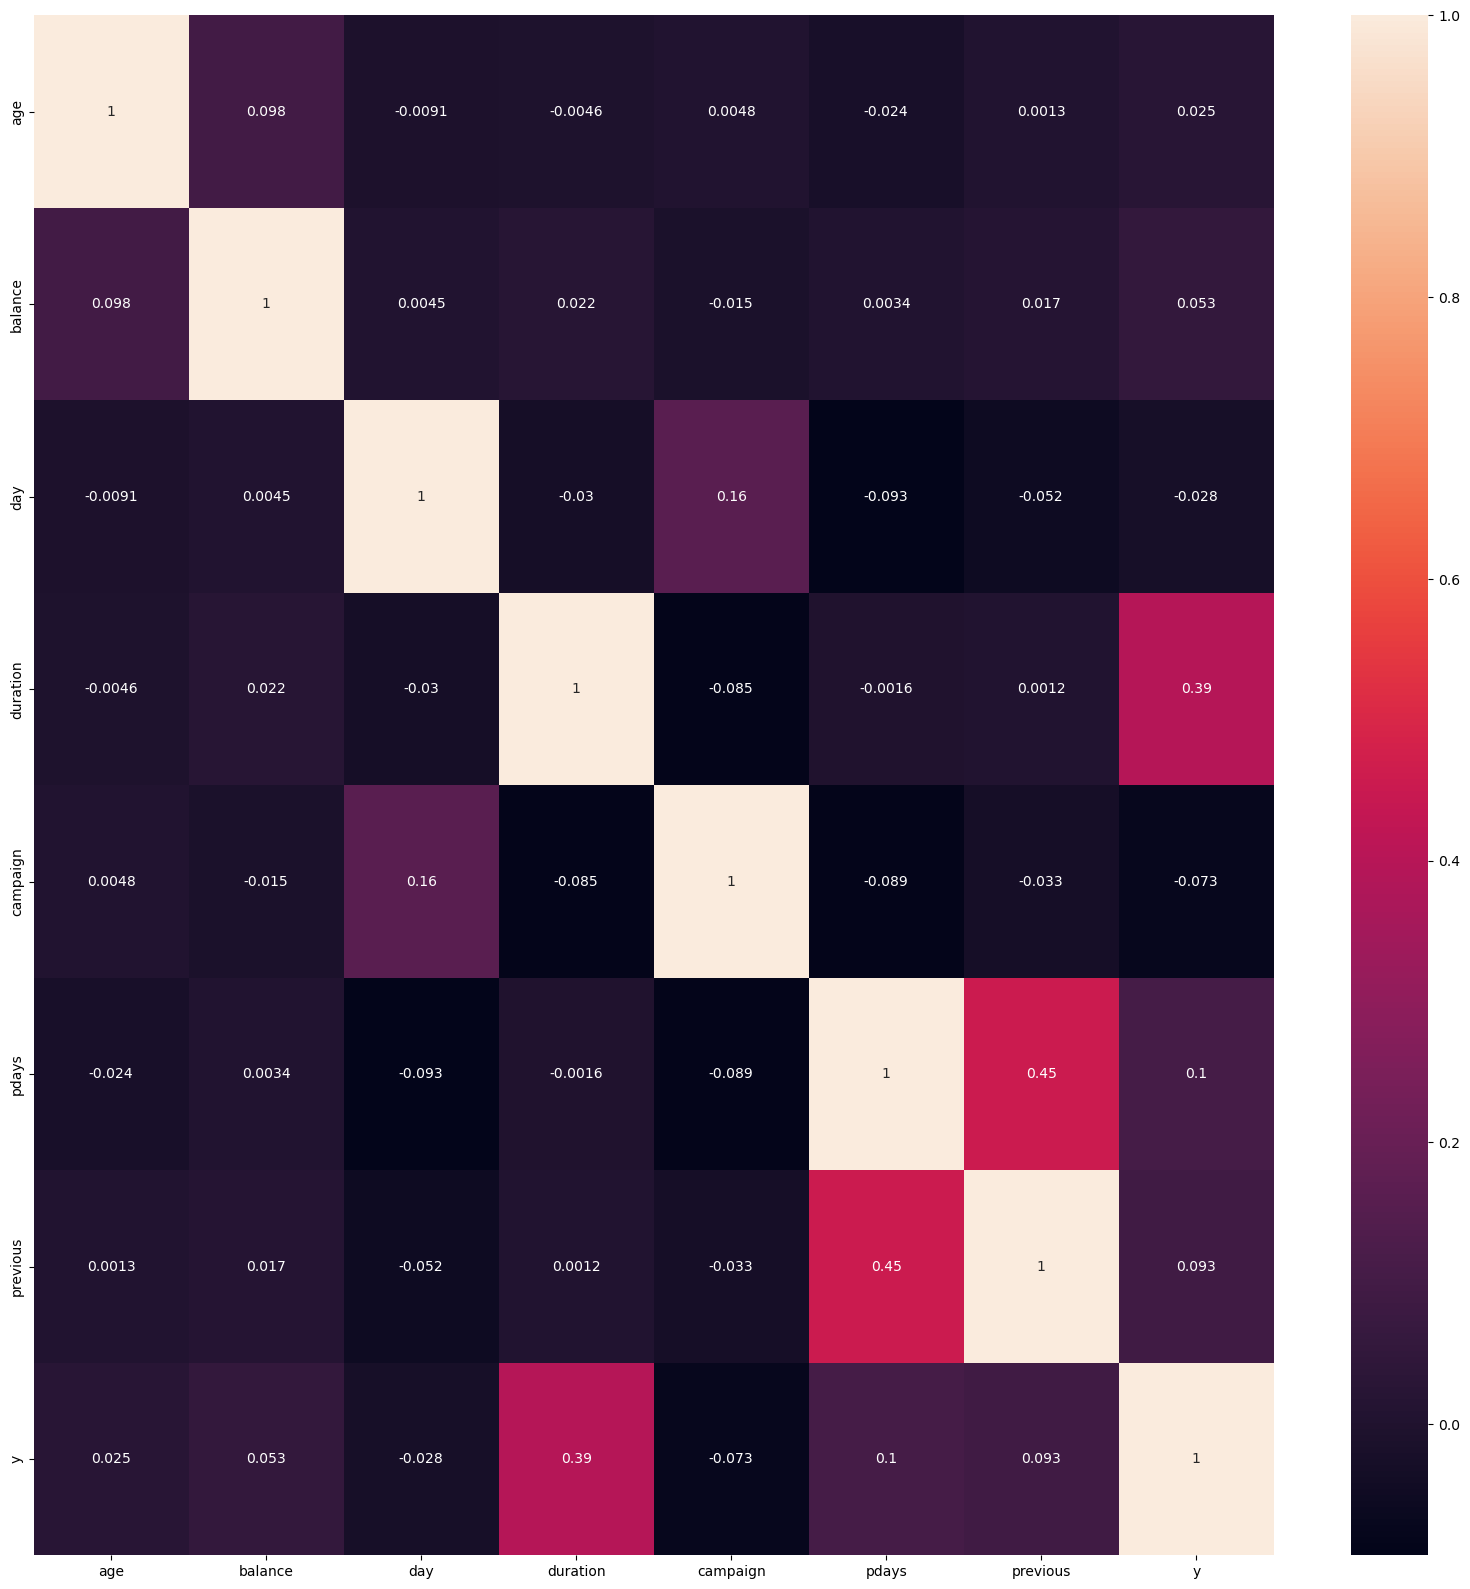 1.0
age 1 0.098 -0.0091 -0.0046 0.0048 -0.024 0.0013 0.025
balance 0.098 1 0.0045 0.022 -0.015 0.0034 0.017 0.053
0.8
day -0.0091 0.0045 1 -0.03 0.16 -0.093 -0.052 -0.028
0.6
duration -0.0046 0.022 -0.03 1 -0.085 -0.0016 0.0012 0.39
0.4
campaign 0.0048 -0.015 0.16 -0.085 1 -0.089 -0.033 -0.073
pdays -0.024 0.0034 -0.093 -0.0016 -0.089 1 0.45 0.1
0.2
previous 0.0013 0.017 -0.052 0.0012 -0.033 0.45 1 0.093
0.0
y 0.025 0.053 -0.028 0.39 -0.073 0.1 0.093 1
age balance day duration campaign pdays previous y